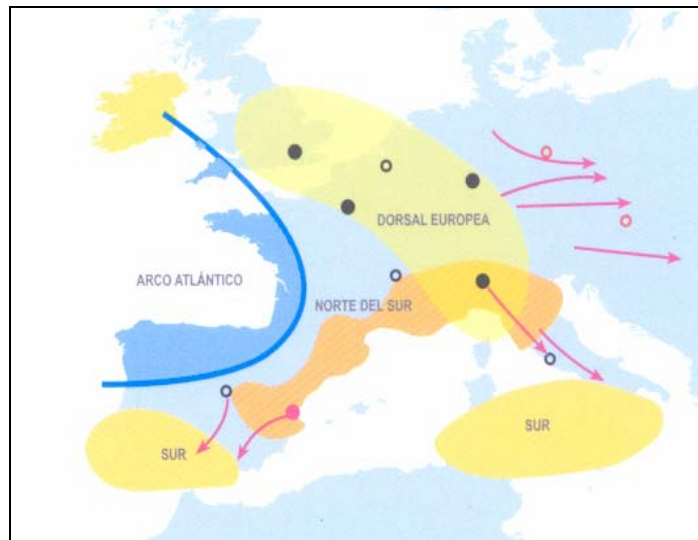 DORSAL EUROPEA
ARCO ATLÁNTICO
NORTE DEL SUR
SUR
SUR